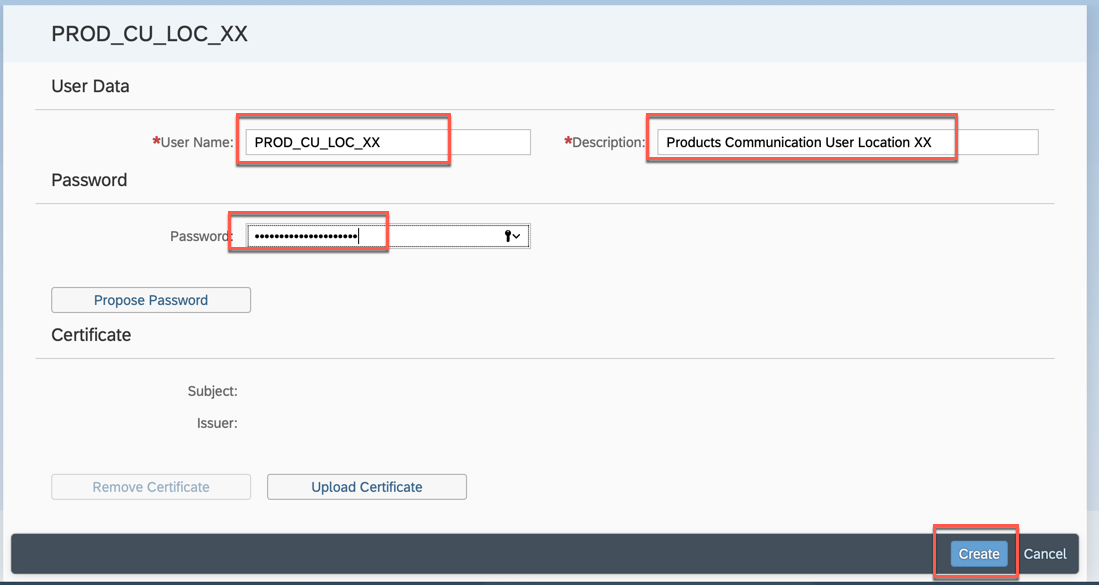 PROD_CU_LOC_XX
User Data
*User Name: PROD_CU_LOC_XX *Description: Products Communication User Location XX
Password
Password: •••••••••••••••••••••
Propose Password
Certificate
Subject:
Issuer:
Remove Certificate Upload Certificate
Create Cancel